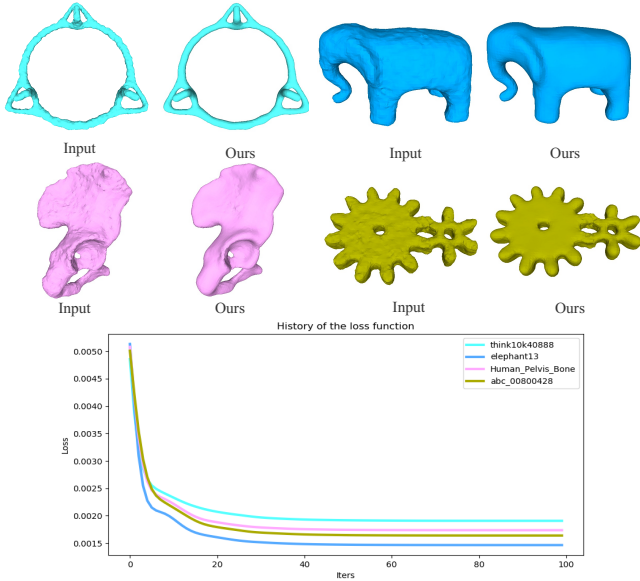 Input
Ours
Input
Ours
Input
Ours
Input
Ours
History of the loss function
think10k40888
elephant13
Human_Pelvis_Bone
abc_00800428
Loss
0.0050
0.0045
0.0040
0.0035
0.0030
0.0025
0.0020
0.0015
0 20 40 60 80 100
Iters